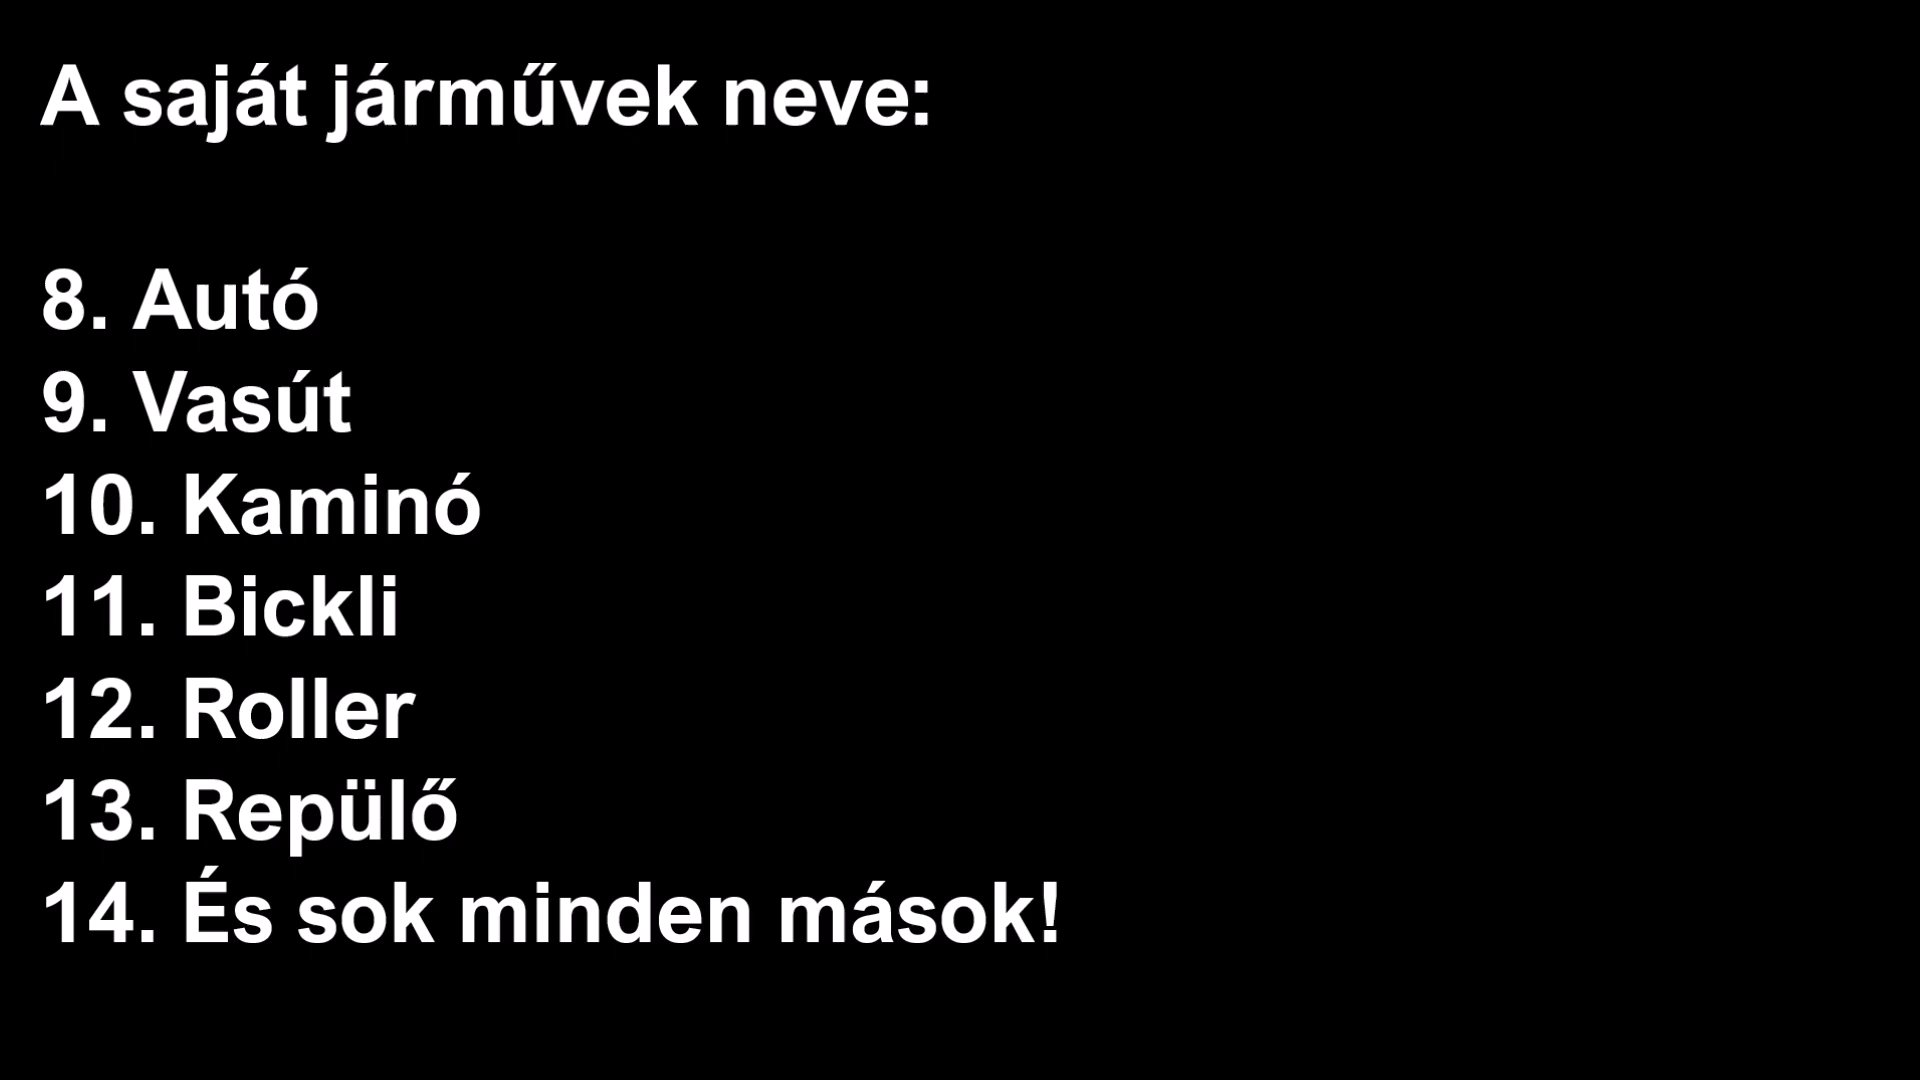 A saját járművek neve:
8. Autó
9. Vasút
10. Kaminó
11. Bickli
12. Roller
13. Repülő
14. És sok minden mások!